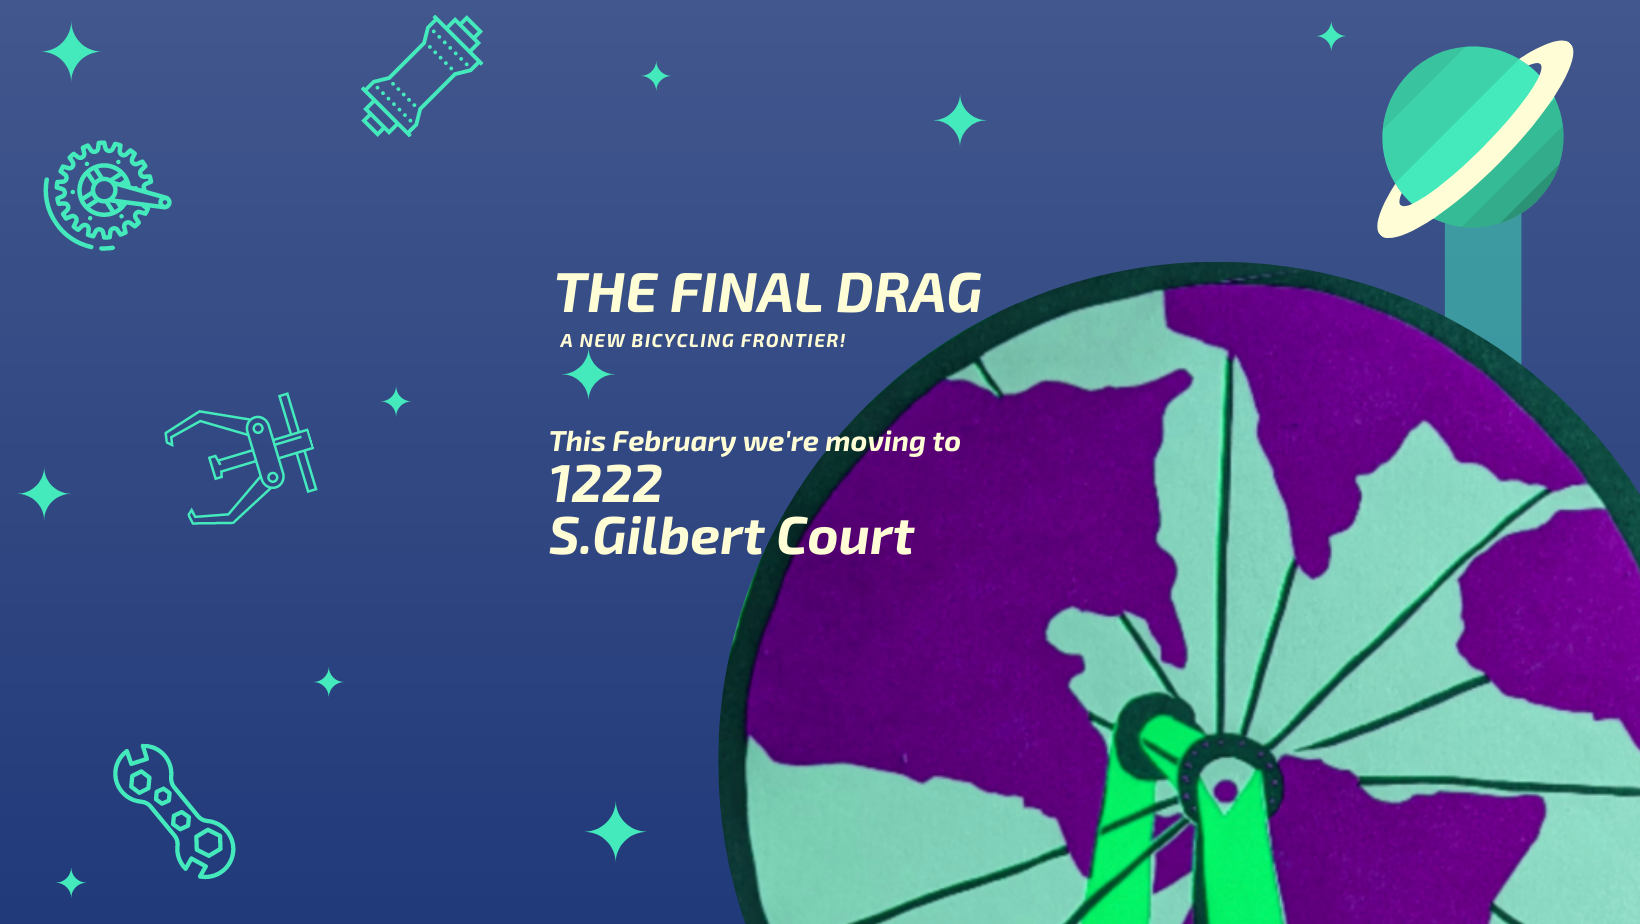 THE FINAL DRAG
A NEW BICYCLING FRONTIER!
This February we're moving to
1222
S.Gilbert Court